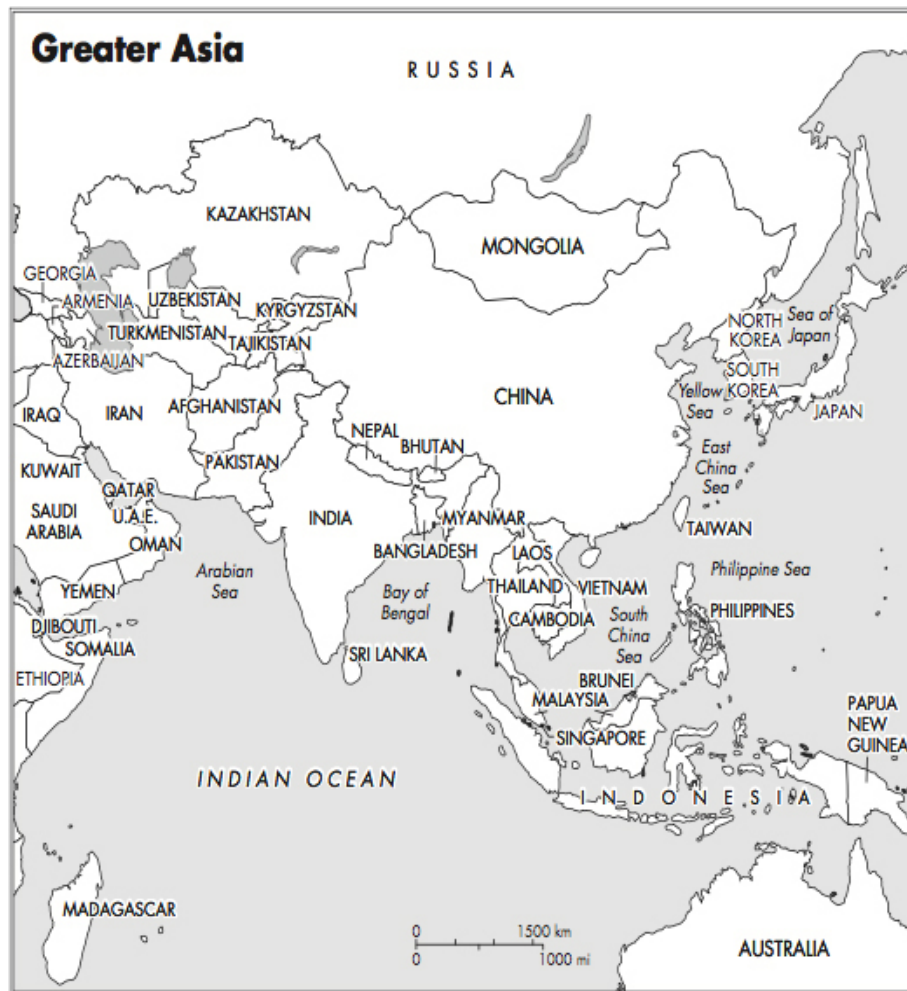 Greater Asia
RUSSIA
KAZAKHSTAN
MONGOLIA
GEORGIA
ARMENIA
UZBEKISTAN
KYRGYZSTAN
TURKMENISTAN
TAJIKISTAN
AZERBAIJAN
NORTH
KOREA
Sea of
Japan
SOUTH
KOREA
Yellow
Sea
JAPAN
CHINA
IRAQ
IRAN
AFGHANISTAN
NEPAL
BHUTAN
East
China
Sea
KUWAIT
PAKISTAN
QATAR
SAUDI
ARABIA
U.A.E.
INDIA
MYANMAR
TAIWAN
OMAN
BANGLADESH
LAOS
Arabian
Sea
Bay of
Bengal
THAILAND
VIETNAM
Philippine Sea
YEMEN
CAMBODIA
South
China
Sea
PHILIPPINES
DJIBOUTI
SOMALIA
SRI LANKA
ETHIOPIA
BRUNEI
MALAYSIA
PAPUA
NEW
GUINEA
SINGAPORE
INDIAN OCEAN
INDONESIA
MADAGASCAR
0 1500 km
0 1000 mi
AUSTRALIA